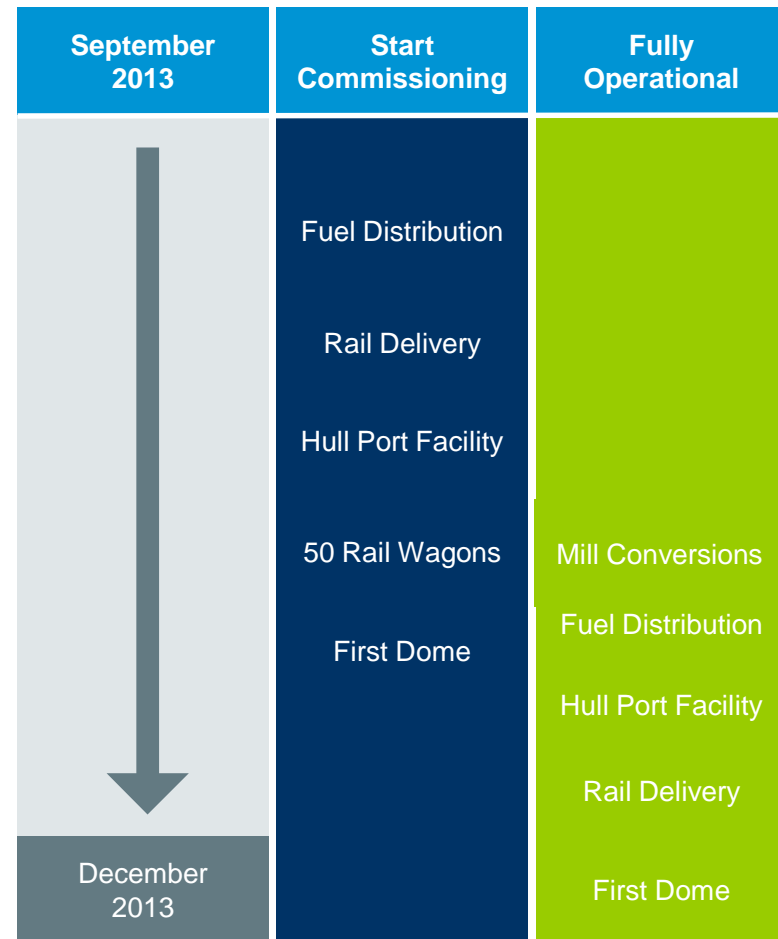 September
2013
Start
Commissioning
Fully
Operational
Fuel Distribution
Rail Delivery
Hull Port Facility
50 Rail Wagons
First Dome
Mill Conversions
Fuel Distribution
Hull Port Facility
Rail Delivery
First Dome
December
2013